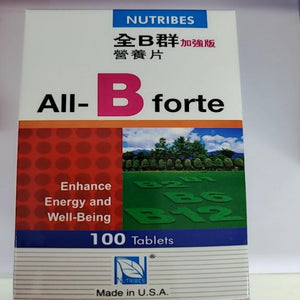 NUTRIBES
全B群加強版
營養片
All-B forte
Enhance
Energy and
Well-Being
B2
B6
B12
100 Tablets
N
NUTRIBES
Made in U.S.A.